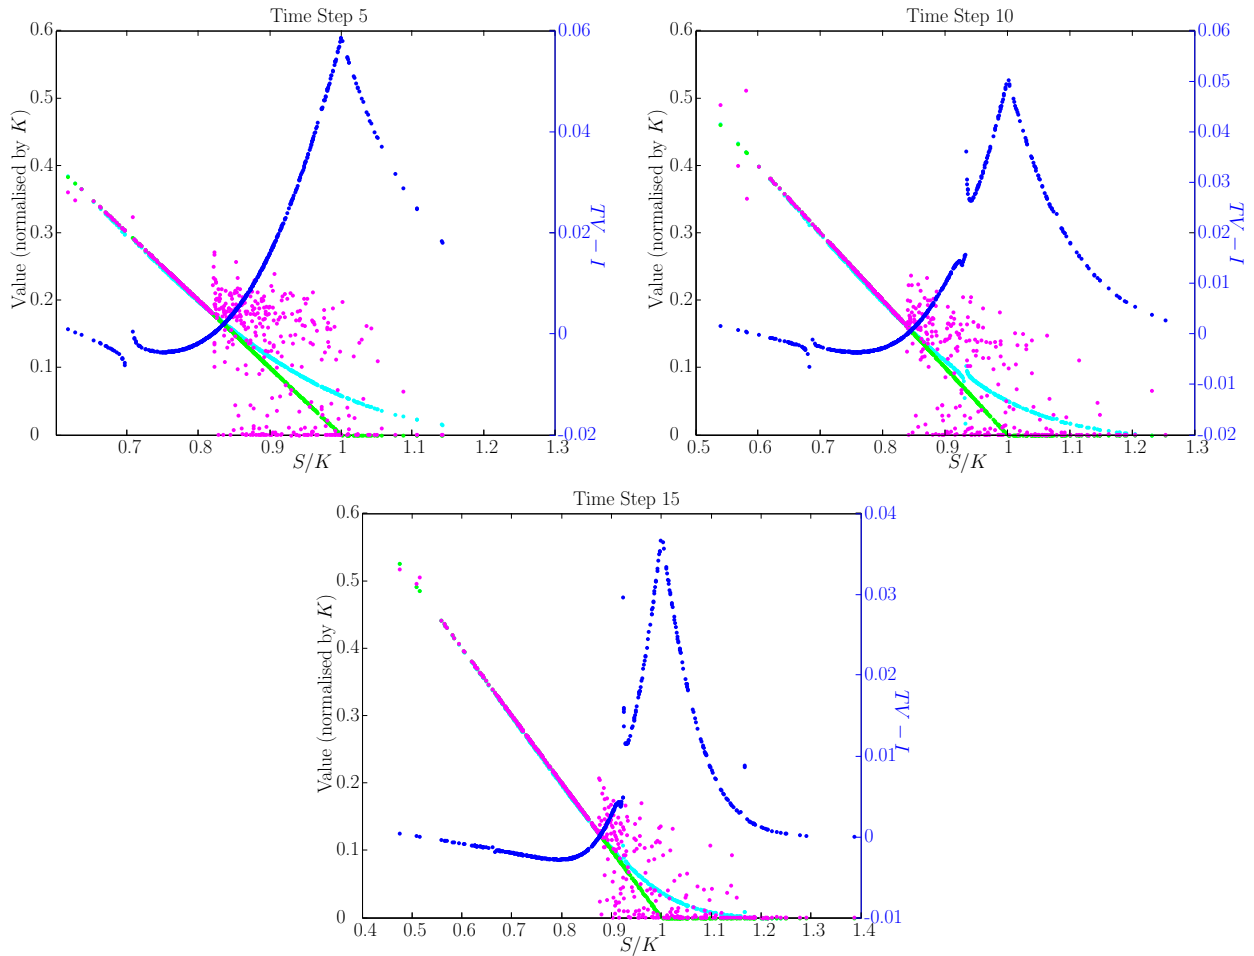 Time Step 5
0.6
0.5
0.4
0.3
0.2
0.1
0
Value (normalised by K)
0.06
0.04
0.02
0
-0.02
TV − I
0.7 0.8 0.9 1 1.1 1.2 1.3
S/K
Time Step 10
0.6
0.5
0.4
0.3
0.2
0.1
0
Value (normalised by K)
0.06
0.05
0.04
0.03
0.02
0.01
0
-0.01
-0.02
TV − I
0.5 0.6 0.7 0.8 0.9 1 1.1 1.2 1.3
S/K
Time Step 15
0.6
0.5
0.4
0.3
0.2
0.1
0
Value (normalised by K)
0.04
0.03
0.02
0.01
0
-0.01
TV − I
0.4 0.5 0.6 0.7 0.8 0.9 1 1.1 1.2 1.3 1.4
S/K